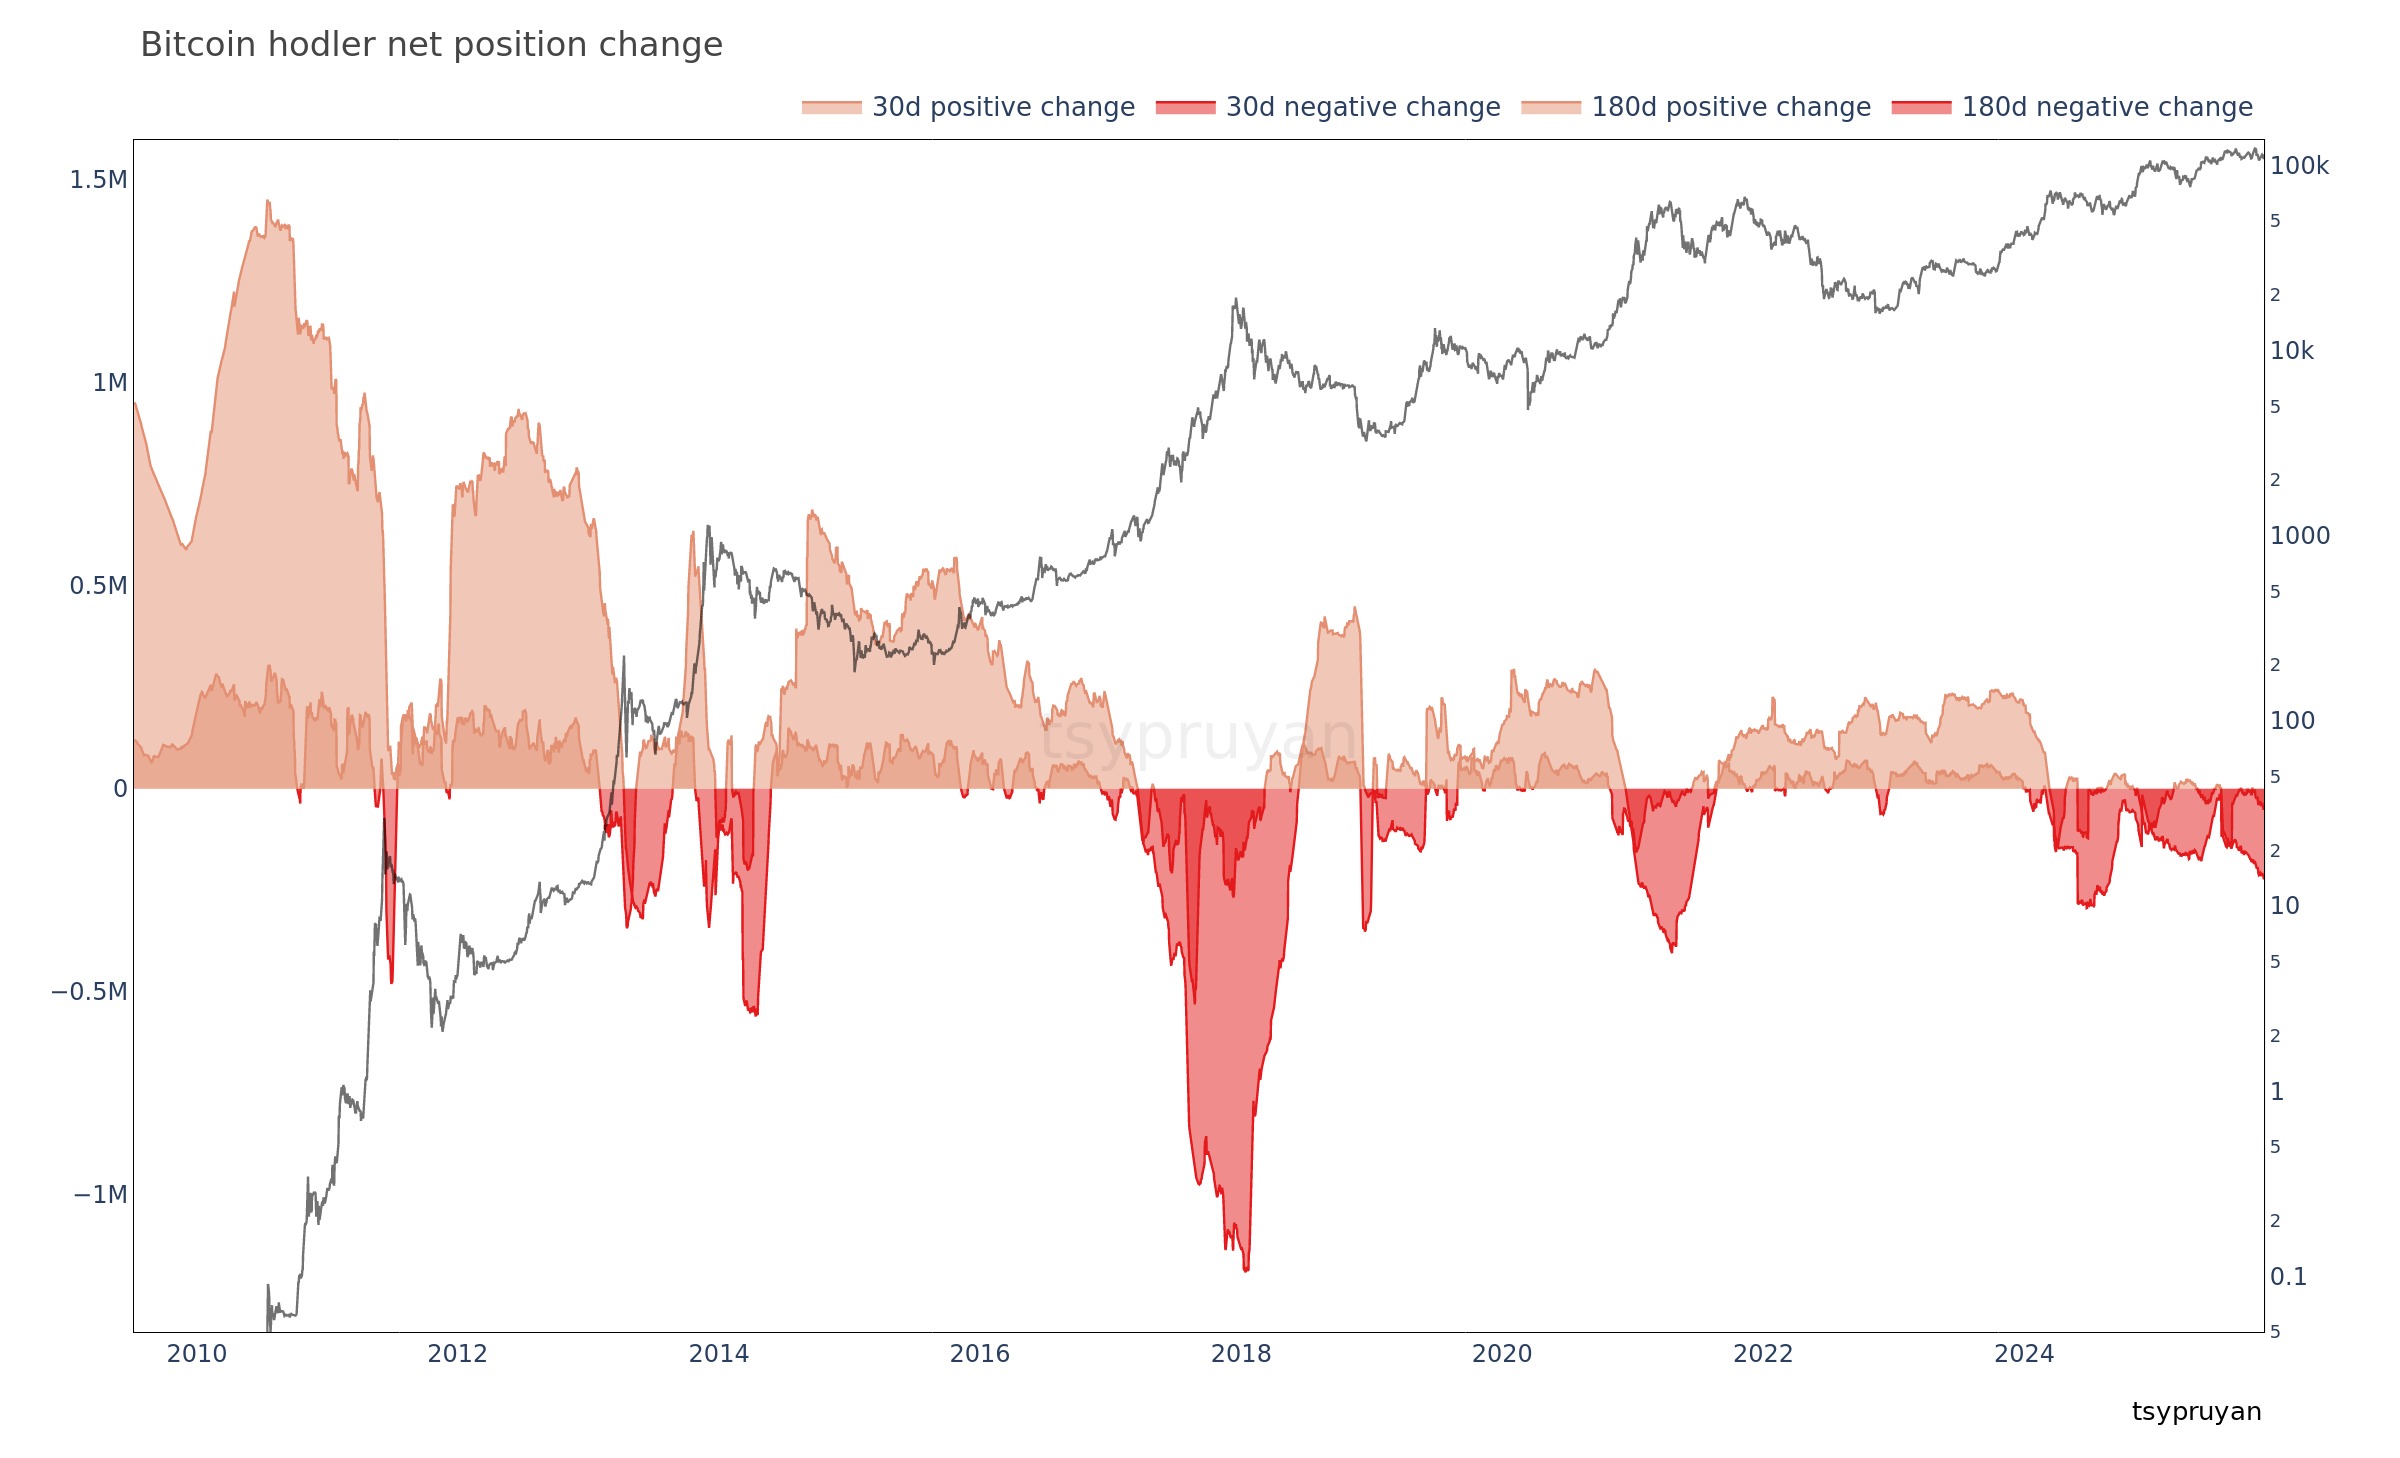 Bitcoin hodler net position change
30d positive change 30d negative change 180d positive change 180d negative change
1.5M
1M
0.5M
0
−0.5M
−1M
100k
5
2
10k
5
2
1000
5
2
100
5
2
10
5
2
1
5
2
0.1
5
tsypruyan
2010 2012 2014 2016 2018 2020 2022 2024
tsypruyan